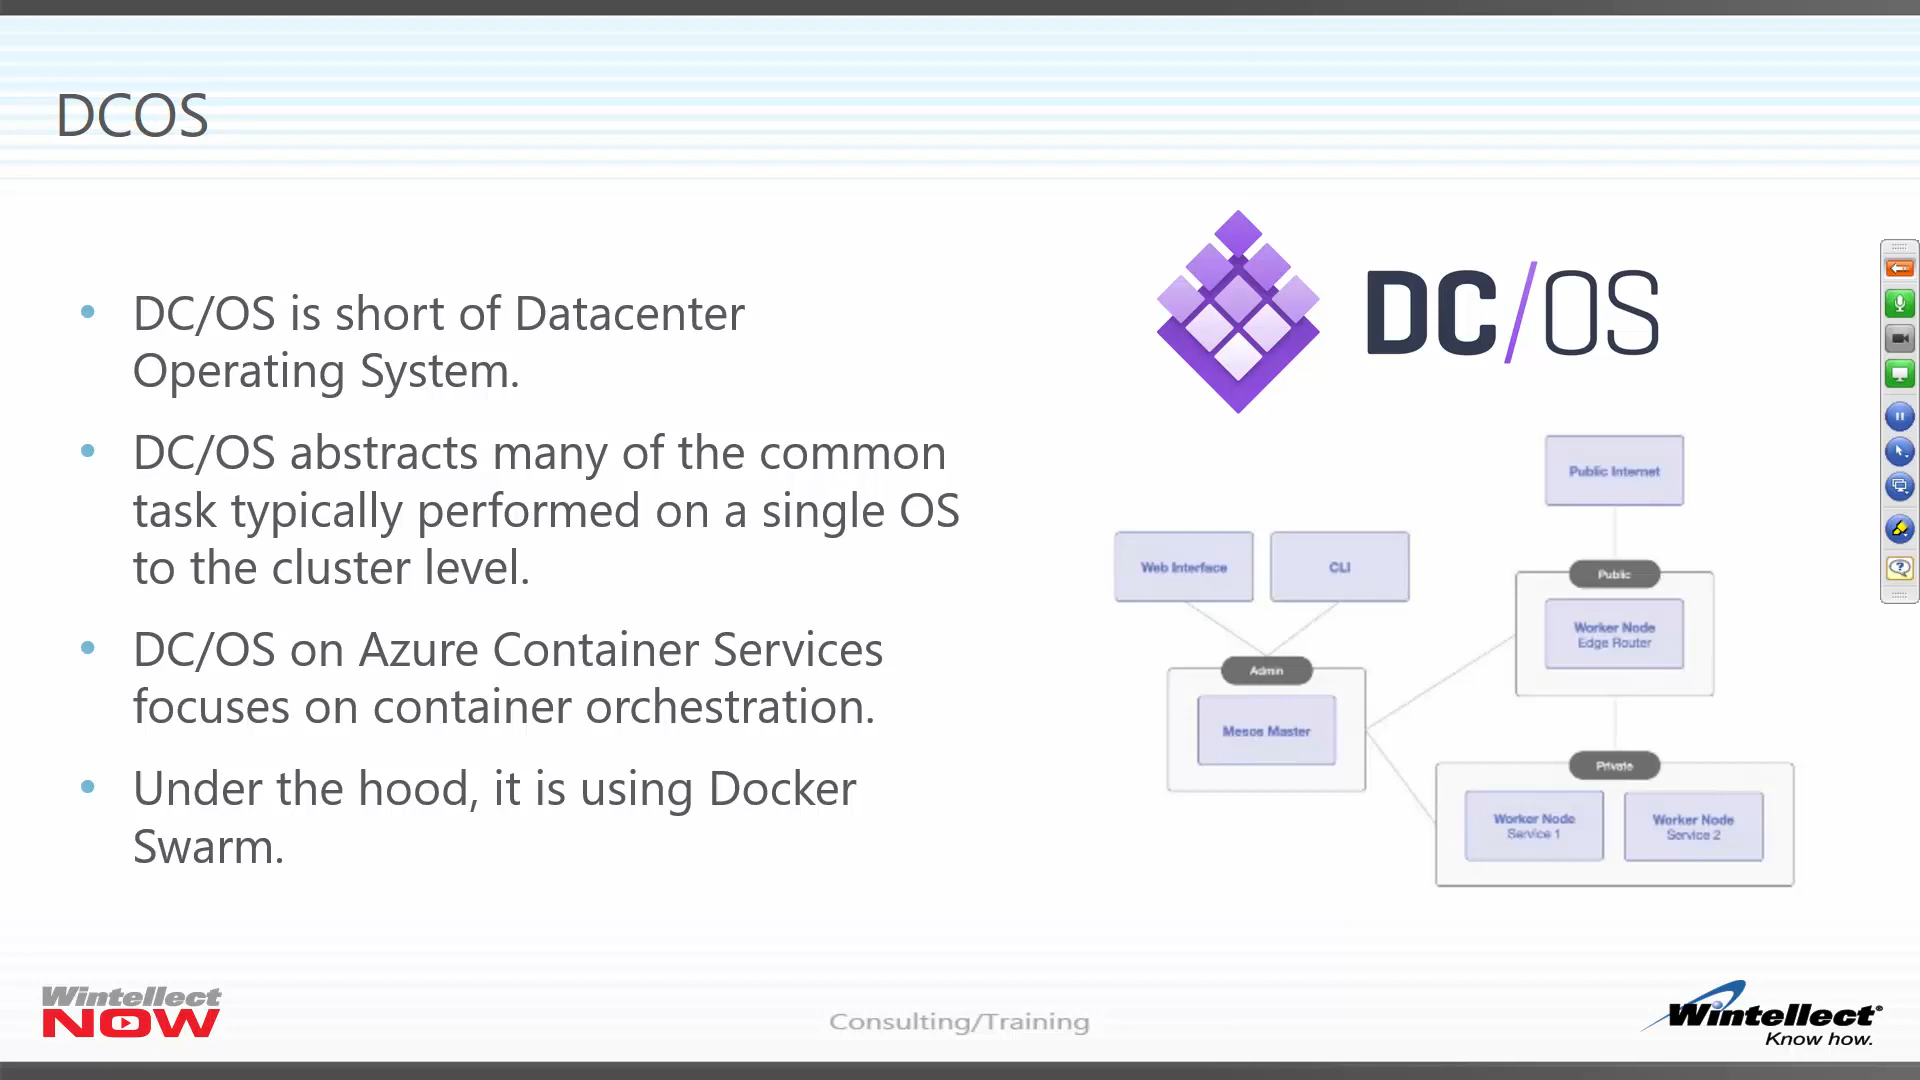 DCOS
DC/OS is short of Datacenter
Operating System.
DC/OS abstracts many of the common
task typically performed on a single OS
to the cluster level.
DC/OS on Azure Container Services
focuses on container orchestration.
Under the hood, it is using Docker
Swarm.
DC/OS
Public Internet
Web Interface
CLI
Public
Worker Node
Edge Router
Admin
Mesos Master
Private
Worker Node
Service 1
Worker Node
Service 2
Wintellect
NOW
Consulting/Training
Wintellect®
Know how.